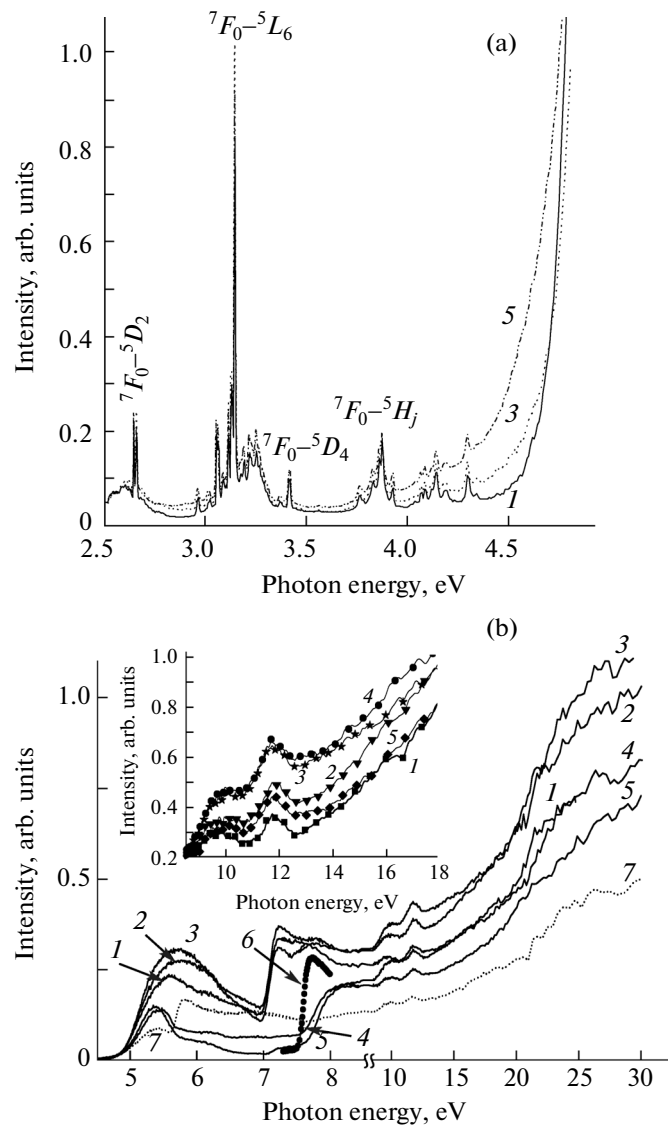 ⁷F₀–⁵L₆
(a)
1.0
0.8
0.6
0.4
0.2
0
Intensity, arb. units
⁷F₀–⁵D₂
⁷F₀–⁵D₄
⁷F₀–⁵H_j
5
3
1
2.5 3.0 3.5 4.0 4.5
Photon energy, eV
(b)
1.0
0.5
0
Intensity, arb. units
1.0
0.8
0.6
0.4
0.2
Intensity, arb. units
4
3
2
5
1
10 12 14 16 18
Photon energy, eV
3
2
1
4
5
7
1
2
3
6
7
5
4
5 6 7 8 10 15 20 25 30
Photon energy, eV